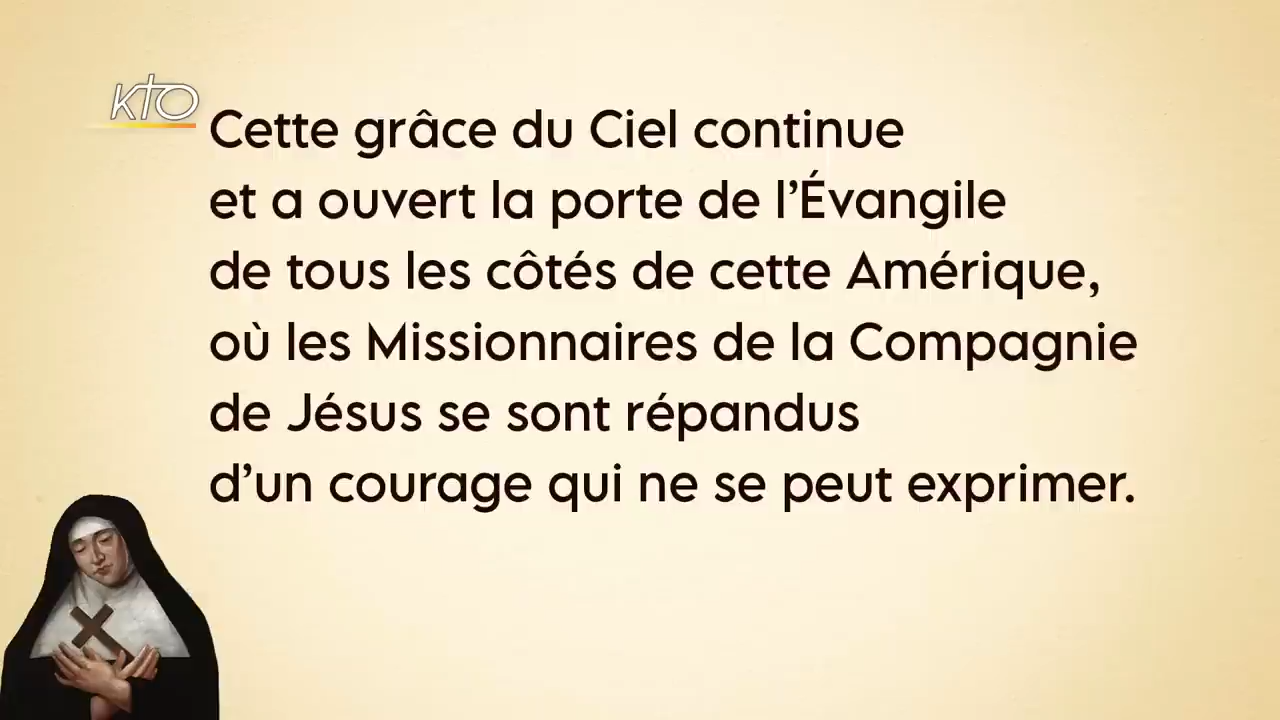 KTO
Cette grâce du Ciel continue
et a ouvert la porte de l’Évangile
de tous les côtés de cette Amérique,
où les Missionnaires de la Compagnie
de Jésus se sont répandus
d’un courage qui ne se peut exprimer.